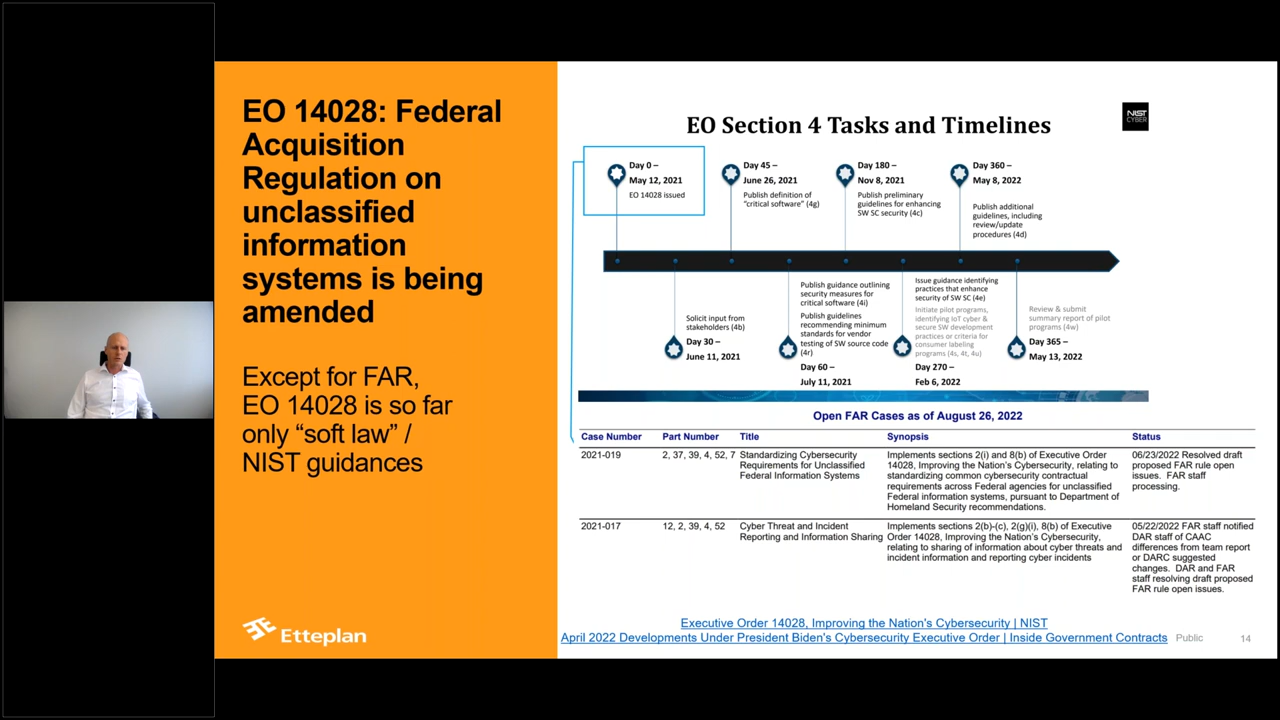 EO 14028: Federal
Acquisition
Regulation on
unclassified
information
systems is being
amended
Except for FAR,
EO 14028 is so far
only “soft law” /
NIST guidances
Etteplan
EO Section 4 Tasks and Timelines
NIST
CYBER
Day 0 –
May 12, 2021
EO 14028 issued
Day 45 –
June 26, 2021
Publish definition of
“critical software” (4g)
Day 180 –
Nov 8, 2021
Publish preliminary
guidelines for enhancing
SW SC security (4c)
Day 360 –
May 8, 2022
Publish additional
guidelines, including
review/update
procedures (4d)
Solicit input from
stakeholders (4b)
Day 30 –
June 11, 2021
Publish guidance outlining
security measures for
critical software (4i)
Publish guidelines
recommending minimum
standards for vendor
testing of SW source code
(4r)
Day 60 –
July 11, 2021
Issue guidance identifying
practices that enhance
security of SW SC (4e)
Initiate pilot programs,
identifying IoT cyber &
secure SW development
practices or criteria for
consumer labeling
programs (4s, 4t, 4u)
Day 270 –
Feb 6, 2022
Review & submit
summary report of pilot
programs (4w)
Day 365 –
May 13, 2022
Open FAR Cases as of August 26, 2022
Case Number Part Number Title Synopsis Status
2021-019 2, 37, 39, 4, 52, 7 Standardizing Cybersecurity Implements sections 2(i) and 8(b) of Executive Order 06/23/2022 Resolved draft
Requirements for Unclassified 14028, Improving the Nation's Cybersecurity, relating to proposed FAR rule open
Federal Information Systems standardizing common cybersecurity contractual issues. FAR staff
requirements across Federal agencies for unclassified processing.
Federal information systems, pursuant to Department of
Homeland Security recommendations.
2021-017 12, 2, 39, 4, 52 Cyber Threat and Incident Implements sections 2(b)-(c), 2(g)(i), 8(b) of Executive 05/22/2022 FAR staff notified
Reporting and Information Sharing Order 14028, Improving the Nation's Cybersecurity, DAR staff of CAAC
relating to sharing of information about cyber threats and differences from team report
incident information and reporting cyber incidents or DARC suggested
changes. DAR and FAR
staff resolving draft proposed
FAR rule open issues.
Executive Order 14028, Improving the Nation's Cybersecurity | NIST
April 2022 Developments Under President Biden's Cybersecurity Executive Order | Inside Government Contracts
Public 14